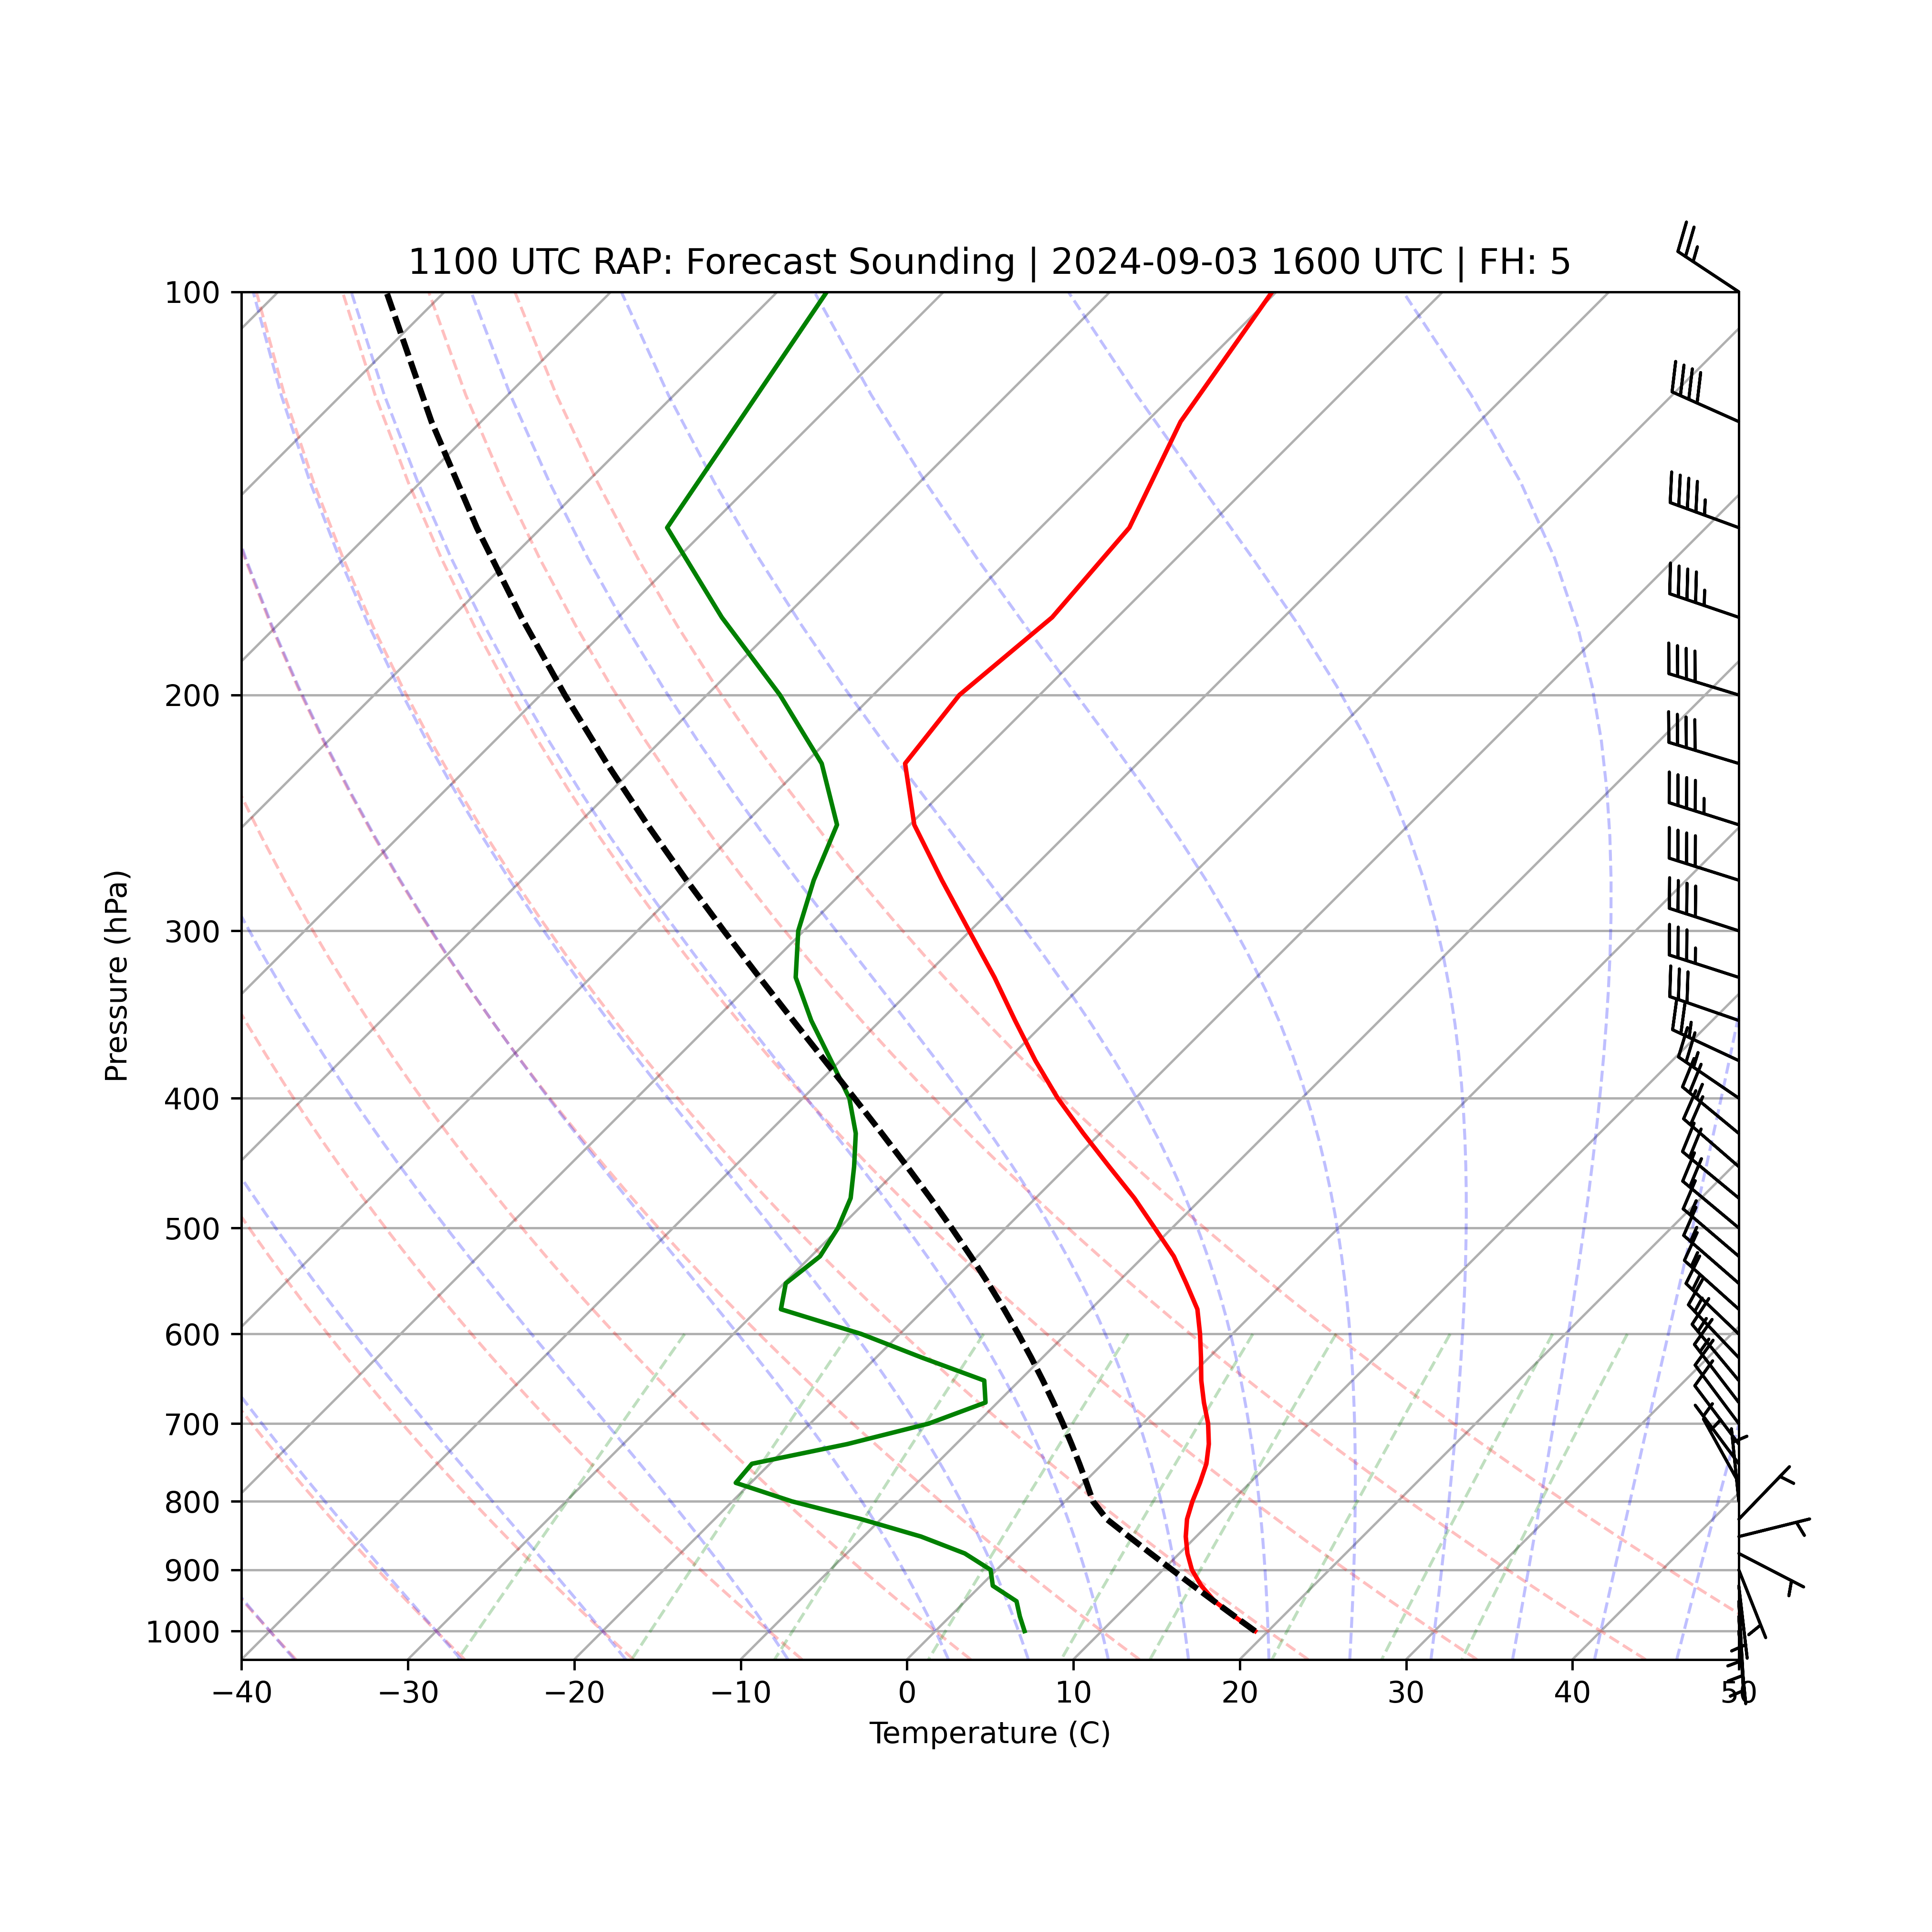 1100 UTC RAP: Forecast Sounding | 2024-09-03 1600 UTC | FH: 5
100
200
300
400
500
600
700
800
900
1000
Pressure (hPa)
−40 −30 −20 −10 0 10 20 30 40 50
Temperature (C)